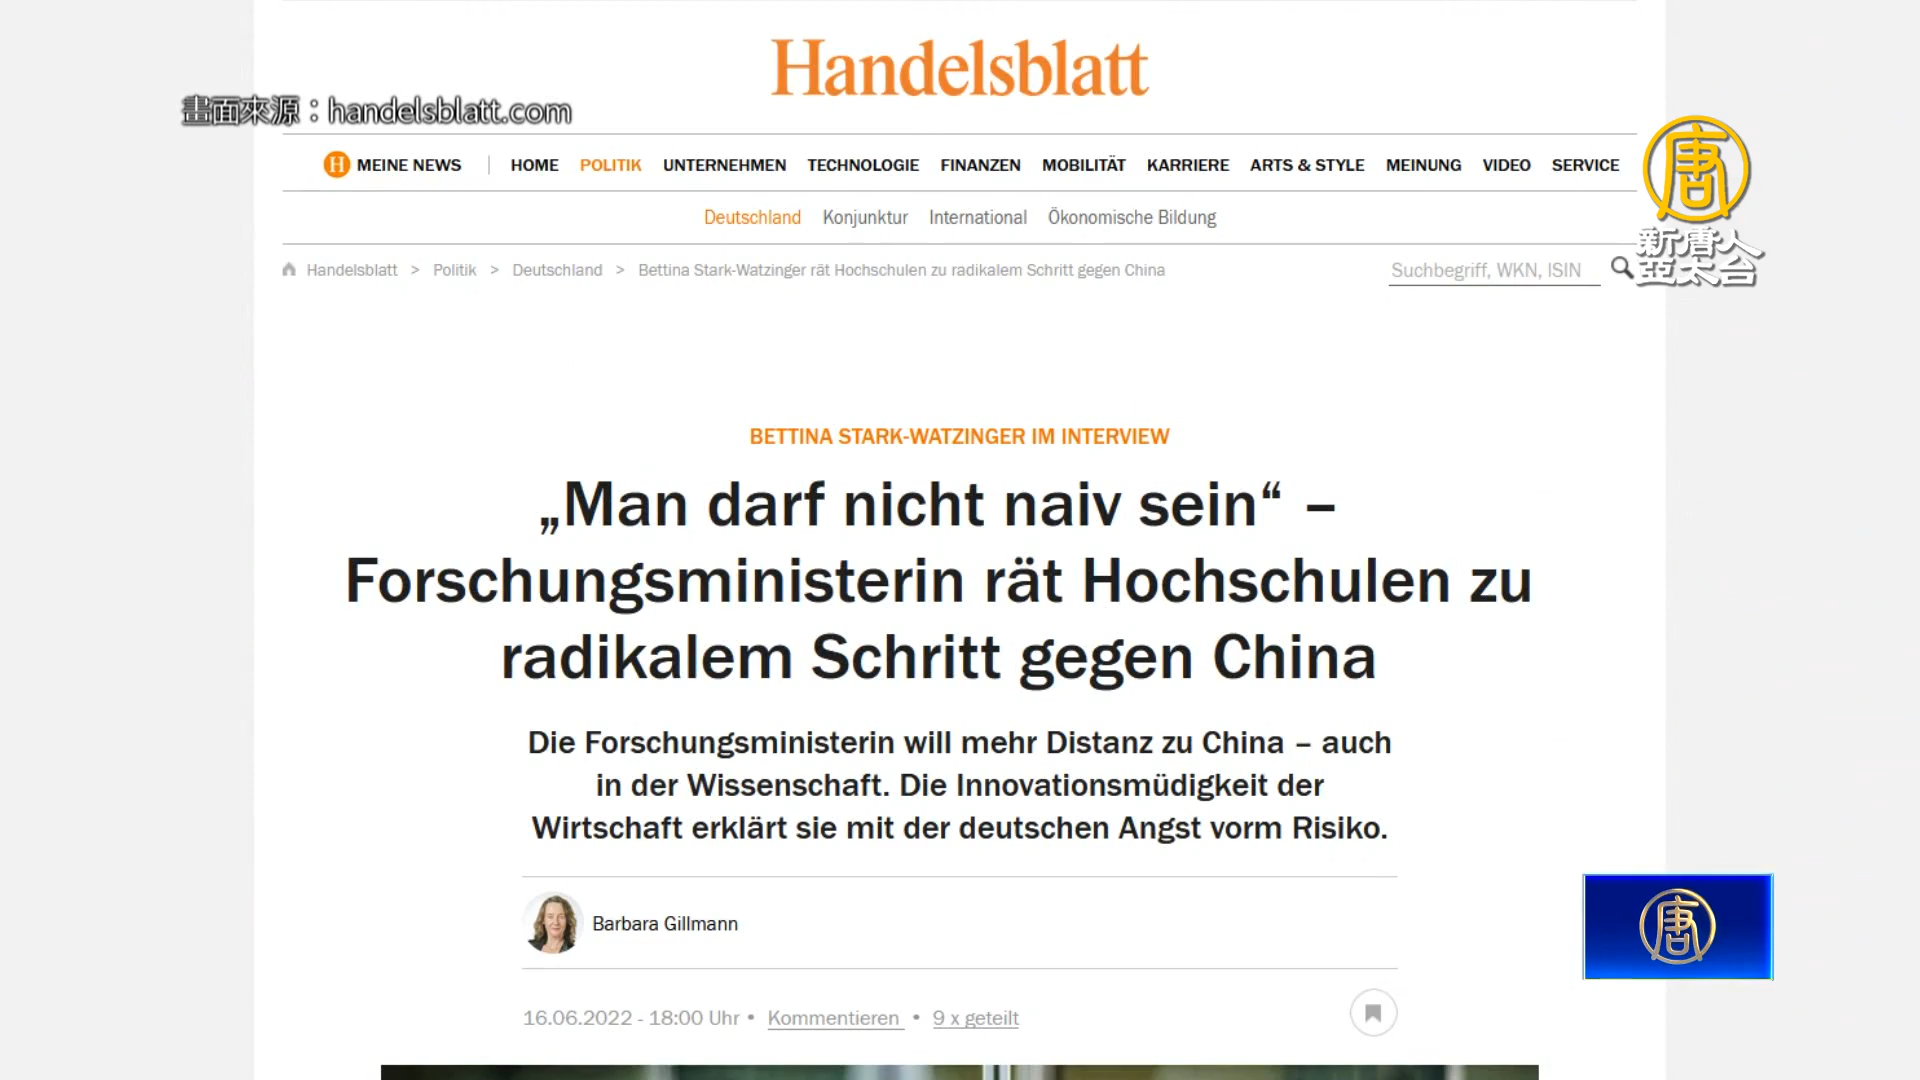 Handelsblatt
畫面來源：handelsblatt.com
H MEINE NEWS | HOME POLITIK UNTERNEHMEN TECHNOLOGIE FINANZEN MOBILITÄT KARRIERE ARTS & STYLE MEINUNG VIDEO SERVICE
唐
Deutschland Konjunktur International Ökonomische Bildung
新唐人
亞太台
Handelsblatt > Politik > Deutschland > Bettina Stark-Watzinger rät Hochschulen zu radikalem Schritt gegen China
Suchbegriff, WKN, ISIN
BETTINA STARK-WATZINGER IM INTERVIEW
„Man darf nicht naiv sein“ –
Forschungsministerin rät Hochschulen zu
radikalem Schritt gegen China
Die Forschungsministerin will mehr Distanz zu China – auch
in der Wissenschaft. Die Innovationsmüdigkeit der
Wirtschaft erklärt sie mit der deutschen Angst vorm Risiko.
Barbara Gillmann
唐
16.06.2022 - 18:00 Uhr • Kommentieren • 9 x geteilt